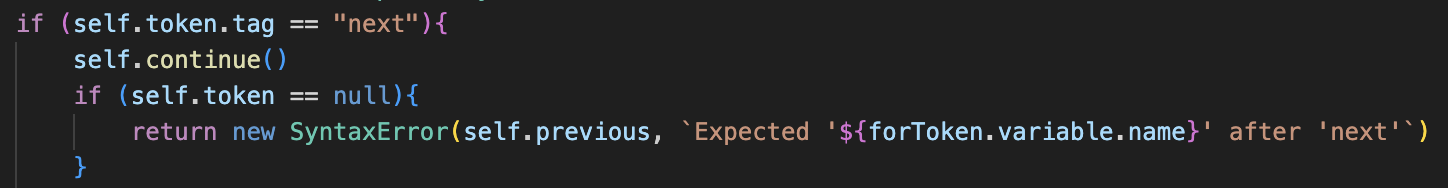 if (self.token.tag == "next"){
    self.continue()
    if (self.token == null){
        return new SyntaxError(self.previous, `Expected '${forToken.variable.name}' after 'next'`)
    }